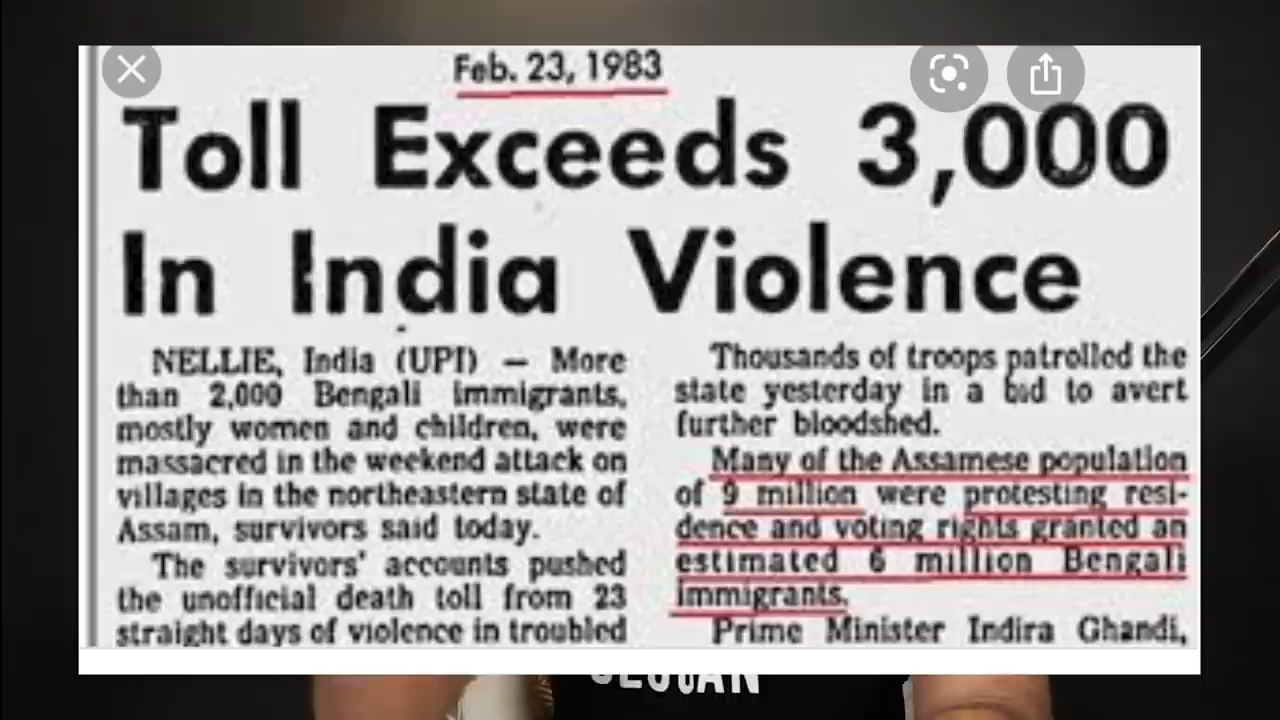 Feb. 23, 1983
Toll Exceeds 3,000
In India Violence
NELLIE, India (UPI) — More
than 2,000 Bengali immigrants,
mostly women and children, were
massacred in the weekend attack on
villages in the northeastern state of
Assam, survivors said today.
The survivors' accounts pushed
the unofficial death toll from 23
straight days of violence in troubled
Thousands of troops patrolled the
state yesterday in a bid to avert
further bloodshed.
Many of the Assamese population
of 9 million were protesting resi-
dence and voting rights granted an
estimated 6 million Bengali
immigrants.
Prime Minister Indira Ghandi,